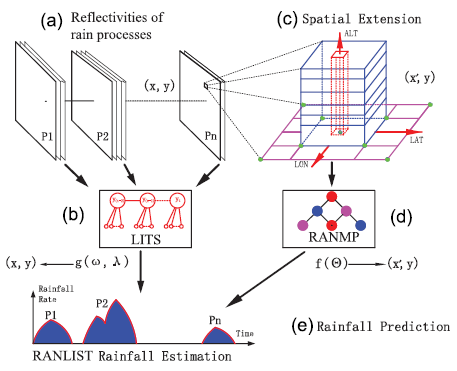 (a) Reflectivities of
rain processes
(c) Spatial Extension
ALT
(x, y)
(x', y)
P1
P2
Pn
LAT
LON
(b)
LITS
RANMP
(d)
(x, y) g(ω, λ)
f(Θ) (x', y)
Rainfall
Rate
P1
P2
Pn
Time
(e) Rainfall Prediction
RANLIST Rainfall Estimation